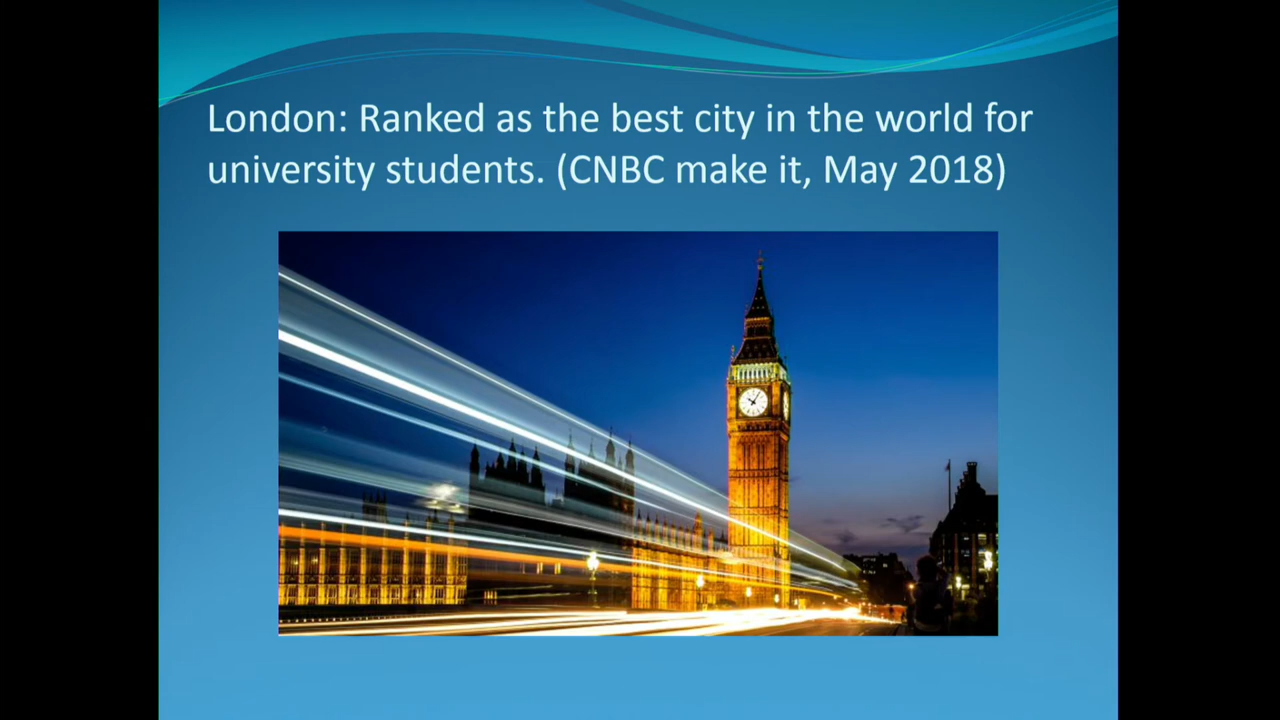 London: Ranked as the best city in the world for
university students. (CNBC make it, May 2018)